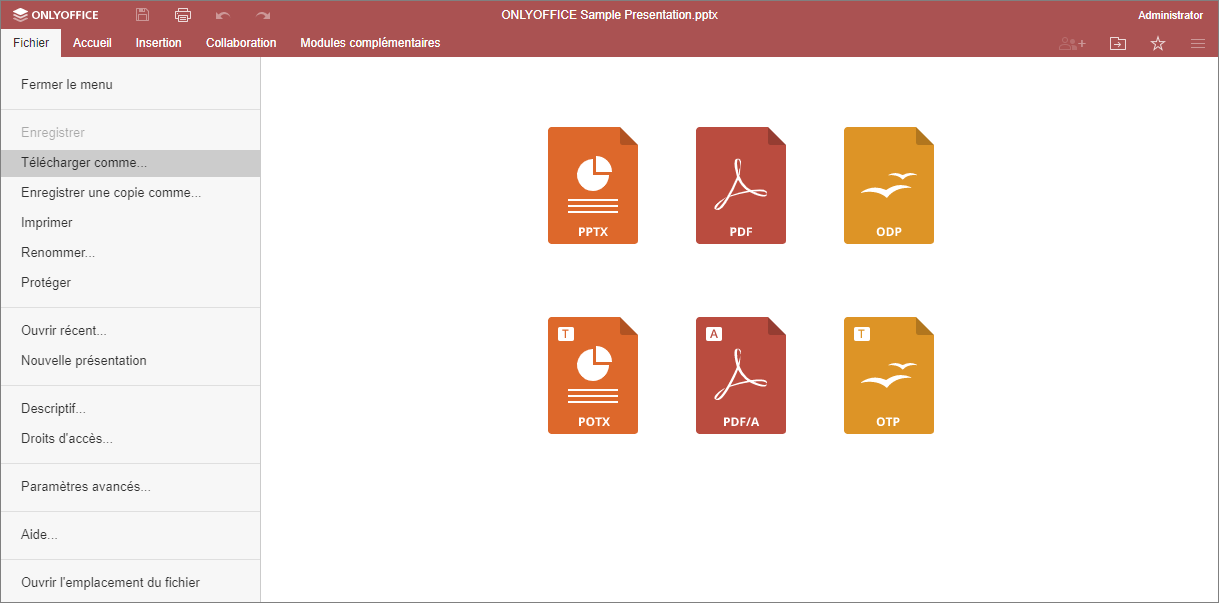 ONLYOFFICE
ONLYOFFICE Sample Presentation.pptx
Administrator
Fichier
Accueil
Insertion
Collaboration
Modules complémentaires
Fermer le menu
Enregistrer
Télécharger comme...
Enregistrer une copie comme...
Imprimer
Renommer...
Protéger
Ouvrir récent...
Nouvelle présentation
Descriptif...
Droits d'accès...
Paramètres avancés...
Aide...
Ouvrir l'emplacement du fichier
PPTX
PDF
ODP
T
POTX
A
PDF/A
T
OTP